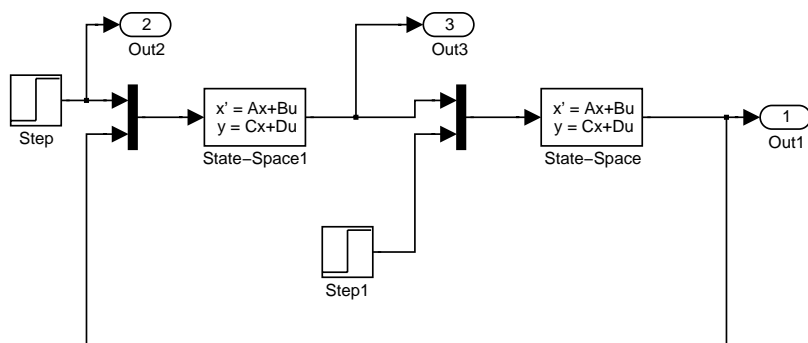 2
Out2
3
Out3
Step
x' = Ax+Bu
y = Cx+Du
State−Space1
x' = Ax+Bu
y = Cx+Du
State−Space
1
Out1
Step1